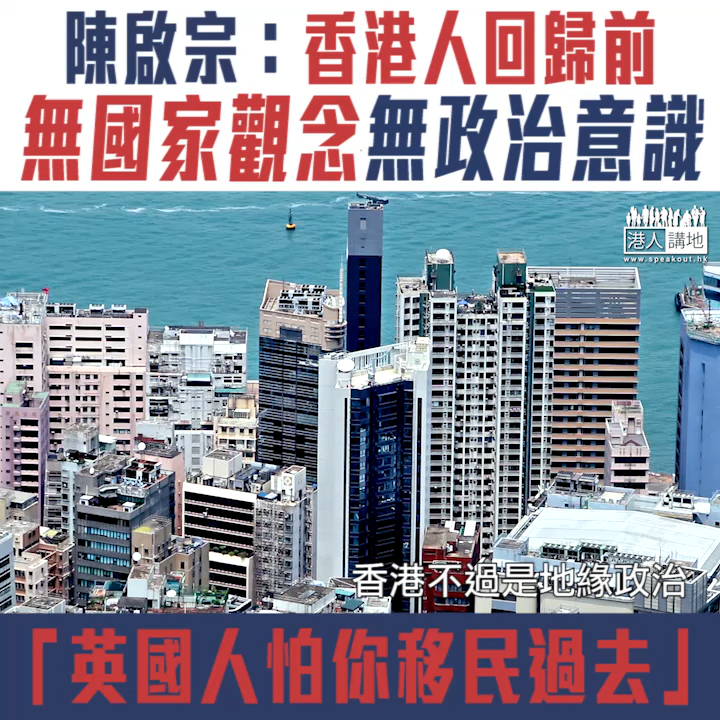 陳啟宗：香港人回歸前
無國家觀念無政治意識
港人講地
www.speakout.hk
香港不過是地緣政治
「英國人怕你移民過去」